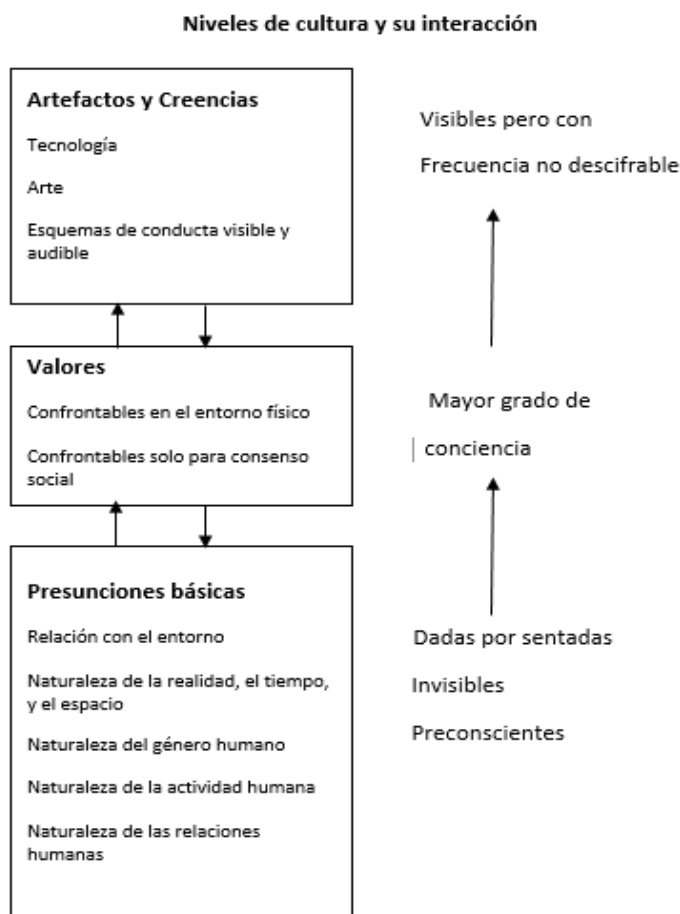 Niveles de cultura y su interacción
Artefactos y Creencias
Tecnología
Arte
Esquemas de conducta visible y
audible
Visibles pero con
Frecuencia no descifrable
Valores
Confrontables en el entorno físico
Confrontables solo para consenso
social
Mayor grado de
conciencia
Presunciones básicas
Relación con el entorno
Naturaleza de la realidad, el tiempo,
y el espacio
Naturaleza del género humano
Naturaleza de la actividad humana
Naturaleza de las relaciones
humanas
Dadas por sentadas
Invisibles
Preconscientes